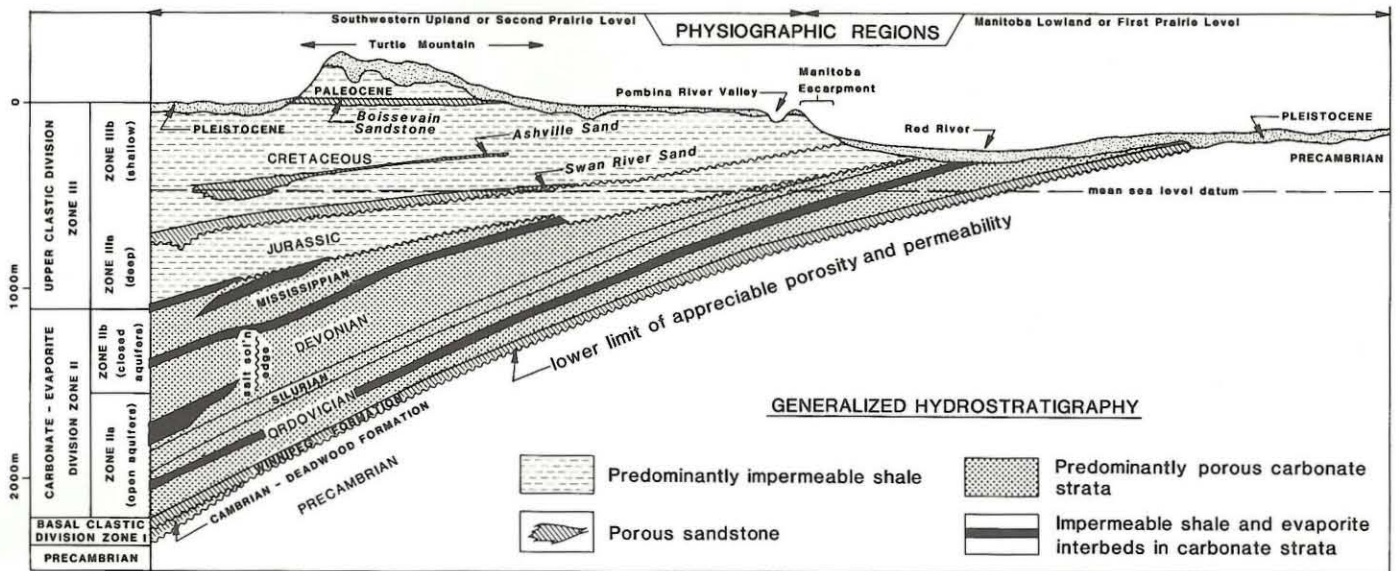 Southwestern Upland or Second Prairie Level
PHYSIOGRAPHIC REGIONS
Manitoba Lowland or First Prairie Level
Turtle Mountain
Pembina River Valley
Manitoba
Escarpment
Red River
PLEISTOCENE
PRECAMBRIAN
PALEOCENE
PLEISTOCENE
Boissevain
Sandstone
Ashville Sand
CRETACEOUS
Swan River Sand
mean sea level datum
JURASSIC
MISSISSIPPIAN
DEVONIAN
salt sol'n
edge
SILURIAN
ORDOVICIAN
WINNIPEG FORMATION
CAMBRIAN - DEADWOOD FORMATION
PRECAMBRIAN
lower limit of appreciable porosity and permeability
0
1000m
2000m
UPPER CLASTIC DIVISION
ZONE III
ZONE IIIb
(shallow)
ZONE IIIa
(deep)
CARBONATE - EVAPORITE
DIVISION ZONE II
ZONE IIb
(closed
aquifers)
ZONE IIa
(open aquifers)
BASAL CLASTIC
DIVISION ZONE I
PRECAMBRIAN
GENERALIZED HYDROSTRATIGRAPHY
Predominantly impermeable shale
Porous sandstone
Predominantly porous carbonate
strata
Impermeable shale and evaporite
interbeds in carbonate strata